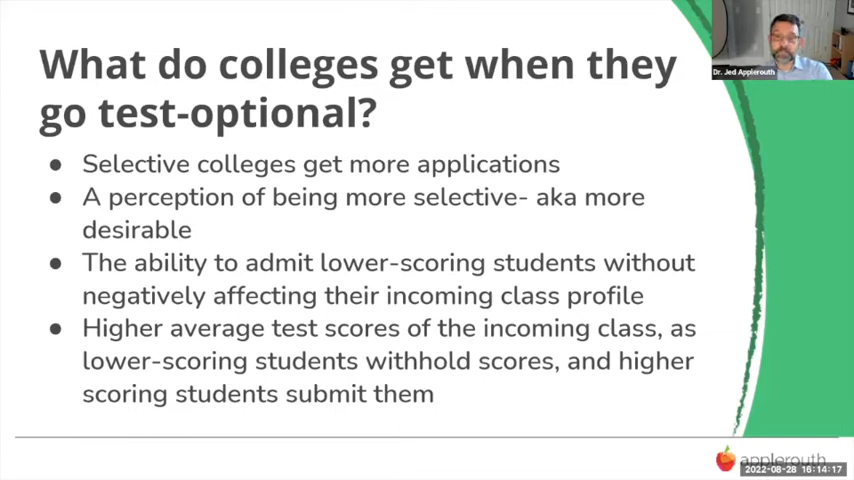 What do colleges get when they
go test-optional?
● Selective colleges get more applications
● A perception of being more selective- aka more
desirable
● The ability to admit lower-scoring students without
negatively affecting their incoming class profile
● Higher average test scores of the incoming class, as
lower-scoring students withhold scores, and higher
scoring students submit them
Dr. Jed Applerouth
applerouth
2022-08-28 16:14:17